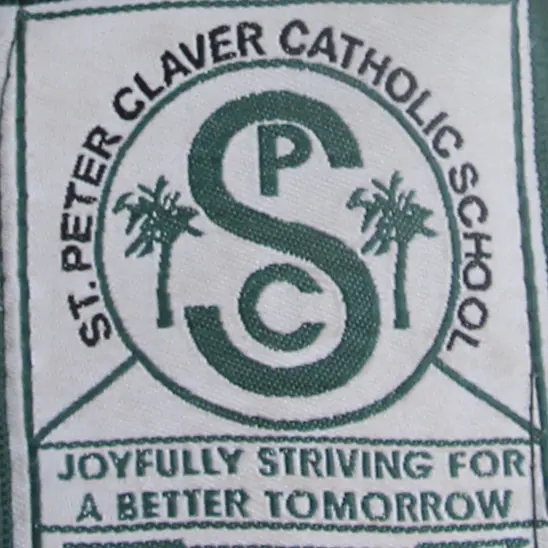 ST. PETER CLAVER CATHOLIC SCHOOL
S
P
C
JOYFULLY STRIVING FOR
A BETTER TOMORROW